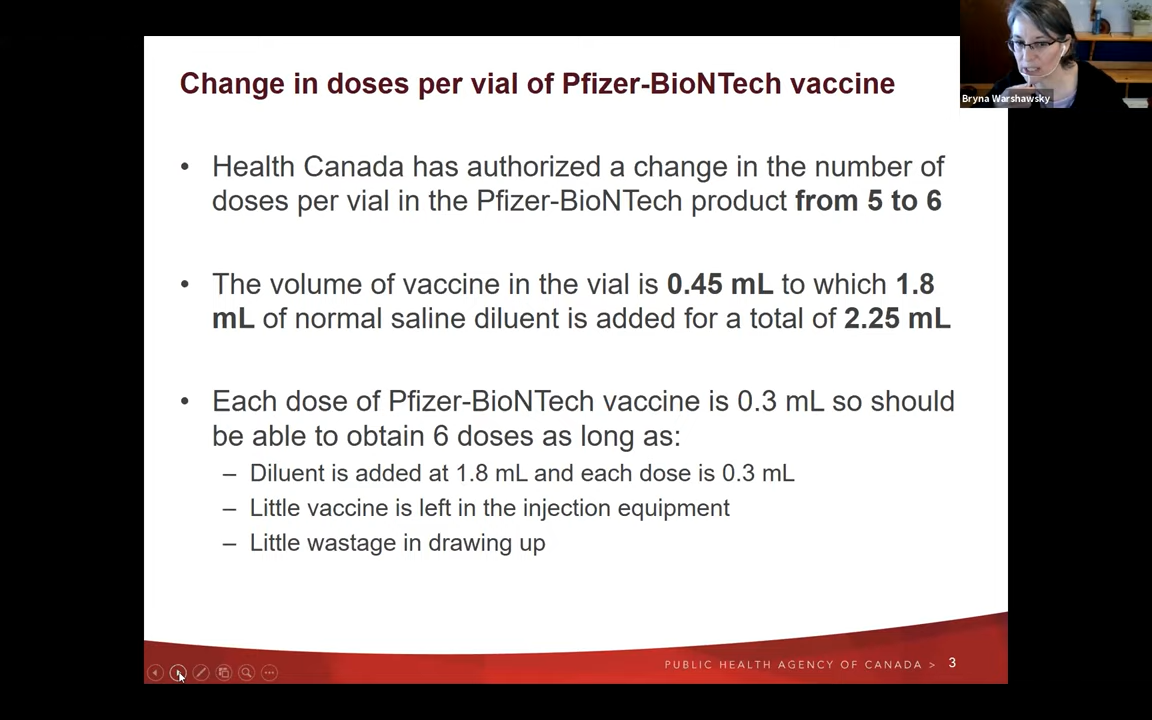 Change in doses per vial of Pfizer-BioNTech vaccine
Bryna Warshawsky
• Health Canada has authorized a change in the number of
doses per vial in the Pfizer-BioNTech product from 5 to 6
• The volume of vaccine in the vial is 0.45 mL to which 1.8
mL of normal saline diluent is added for a total of 2.25 mL
• Each dose of Pfizer-BioNTech vaccine is 0.3 mL so should
be able to obtain 6 doses as long as:
– Diluent is added at 1.8 mL and each dose is 0.3 mL
– Little vaccine is left in the injection equipment
– Little wastage in drawing up
PUBLIC HEALTH AGENCY OF CANADA > 3